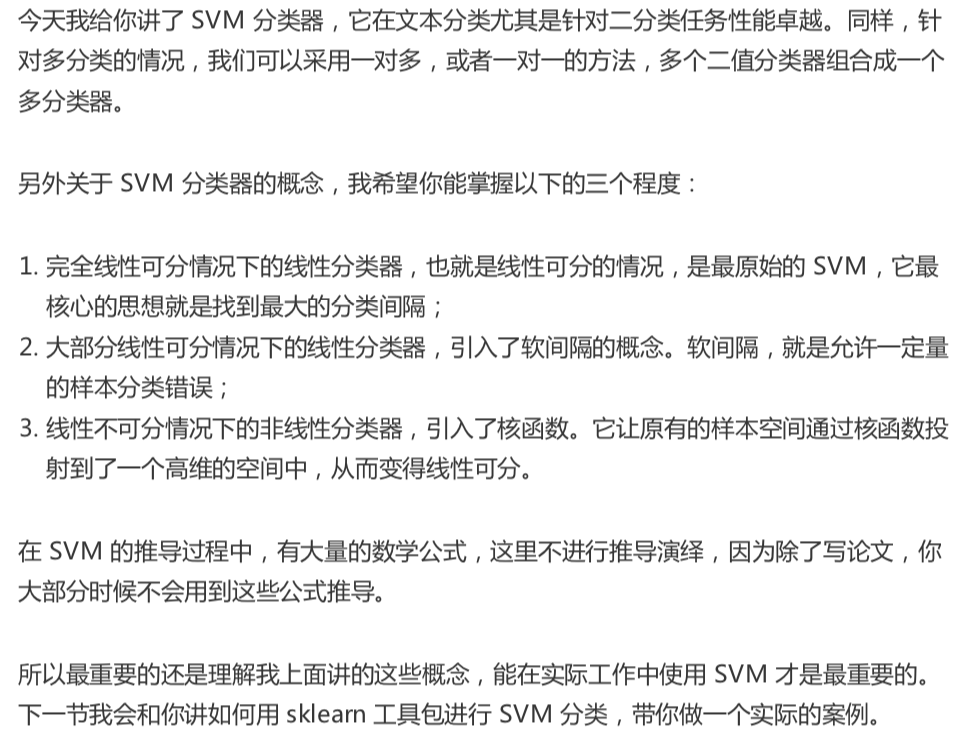 今天我给你讲了 SVM 分类器，它在文本分类尤其是针对二分类任务性能卓越。同样，针
对多分类的情况，我们可以采用一对多，或者一对一的方法，多个二值分类器组合成一个
多分类器。
另外关于 SVM 分类器的概念，我希望你能掌握以下的三个程度：
1. 完全线性可分情况下的线性分类器，也就是线性可分的情况，是最原始的 SVM，它最
核心的思想就是找到最大的分类间隔；
2. 大部分线性可分情况下的线性分类器，引入了软间隔的概念。软间隔，就是允许一定量
的样本分类错误；
3. 线性不可分情况下的非线性分类器，引入了核函数。它让原有的样本空间通过核函数投
射到了一个高维的空间中，从而变得线性可分。
在 SVM 的推导过程中，有大量的数学公式，这里不进行推导演绎，因为除了写论文，你
大部分时候不会用到这些公式推导。
所以最重要的还是理解我上面讲的这些概念，能在实际工作中使用 SVM 才是最重要的。
下一节我会和你讲如何用 sklearn 工具包进行 SVM 分类，带你做一个实际的案例。